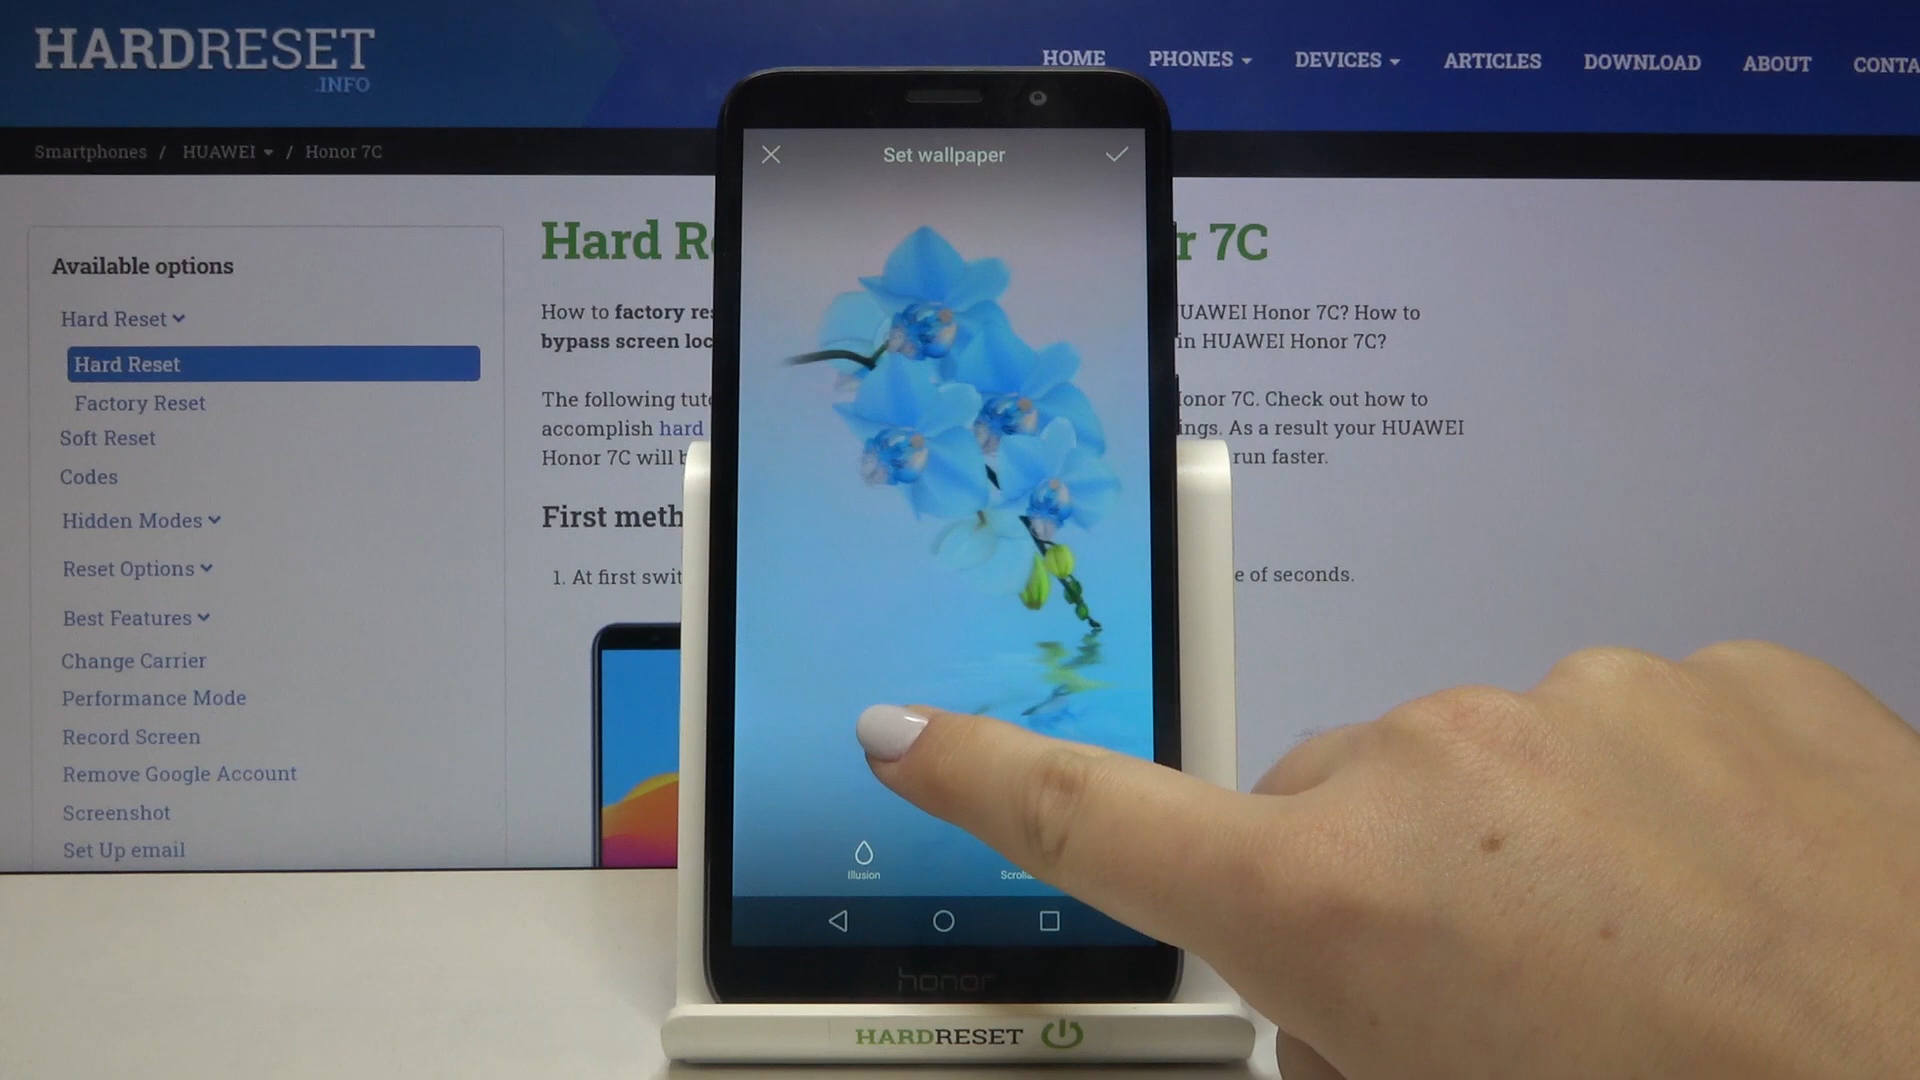 HARDRESET
.INFO
HOME PHONES DEVICES ARTICLES DOWNLOAD ABOUT CONTA
Smartphones / HUAWEI / Honor 7C
Available options
Hard Reset
Hard Reset
Factory Reset
Soft Reset
Codes
Hidden Modes
Reset Options
Best Features
Change Carrier
Performance Mode
Record Screen
Remove Google Account
Screenshot
Set Up email
Hard R r 7C
How to factory res UAWEI Honor 7C? How to
bypass screen loc in HUAWEI Honor 7C?
The following tut onor 7C. Check out how to
accomplish hard ngs. As a result your HUAWEI
Honor 7C will b run faster.
First meth
1. At first swit e of seconds.
Set wallpaper
Illusion
Scrolla
honor
HARDRESET